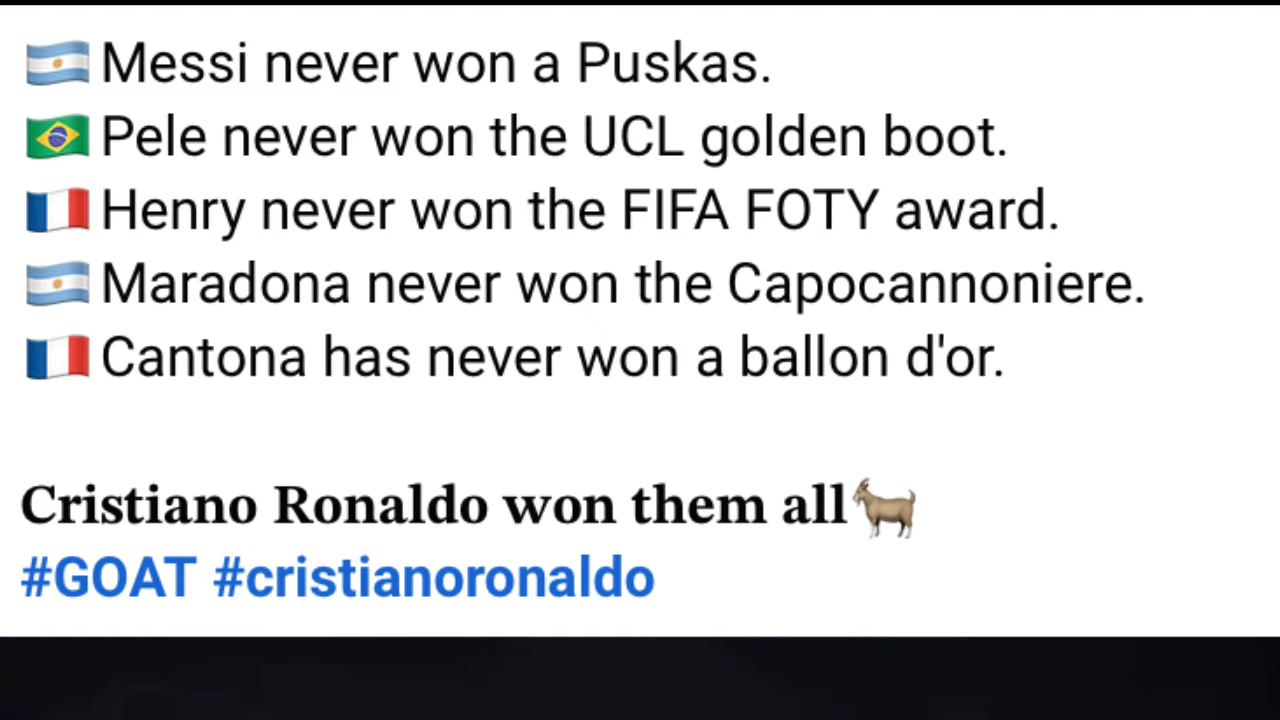 🇦🇷 Messi never won a Puskas.
🇧🇷 Pele never won the UCL golden boot.
🇫🇷 Henry never won the FIFA FOTY award.
🇦🇷 Maradona never won the Capocannoniere.
🇫🇷 Cantona has never won a ballon d'or.
Cristiano Ronaldo won them all🐐
#GOAT #cristianoronaldo